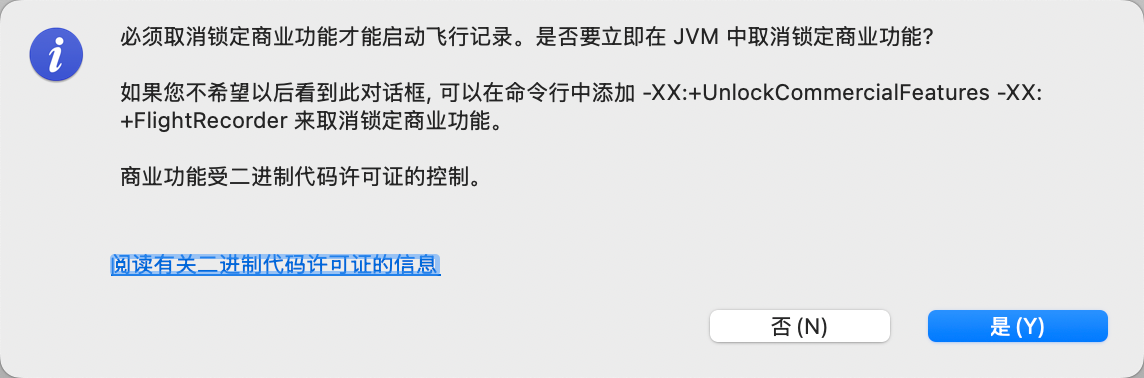 必须取消锁定商业功能才能启动飞行记录。是否要立即在 JVM 中取消锁定商业功能?
如果您不希望以后看到此对话框, 可以在命令行中添加 -XX:+UnlockCommercialFeatures -XX:
+FlightRecorder 来取消锁定商业功能。
商业功能受二进制代码许可证的控制。
阅读有关二进制代码许可证的信息
否 (N)
是 (Y)